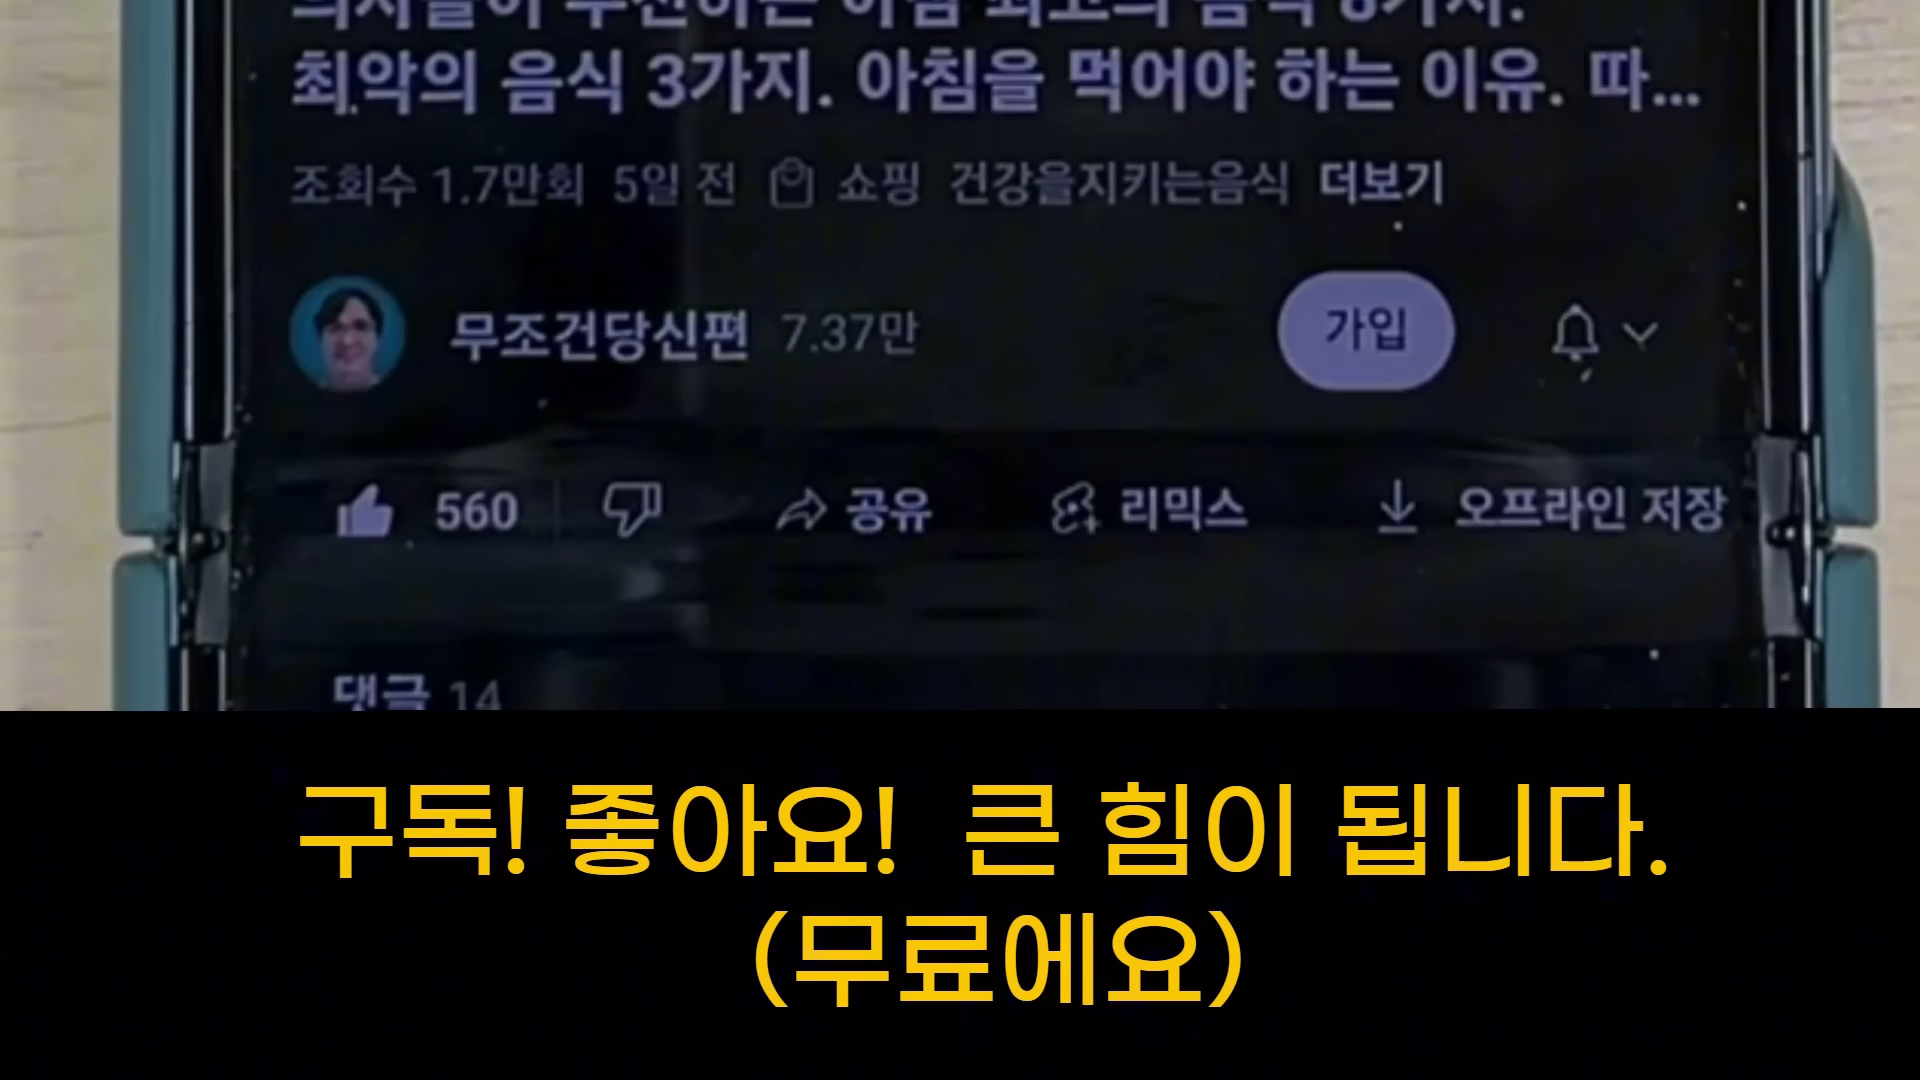 최악의 음식 3가지. 아침을 먹어야 하는 이유. 따...
조회수 1.7만회 5일 전 쇼핑 건강을지키는음식 더보기
무조건당신편 7.37만 가입
560 공유 리믹스 오프라인 저장
댓글 14
구독! 좋아요! 큰 힘이 됩니다.
(무료에요)